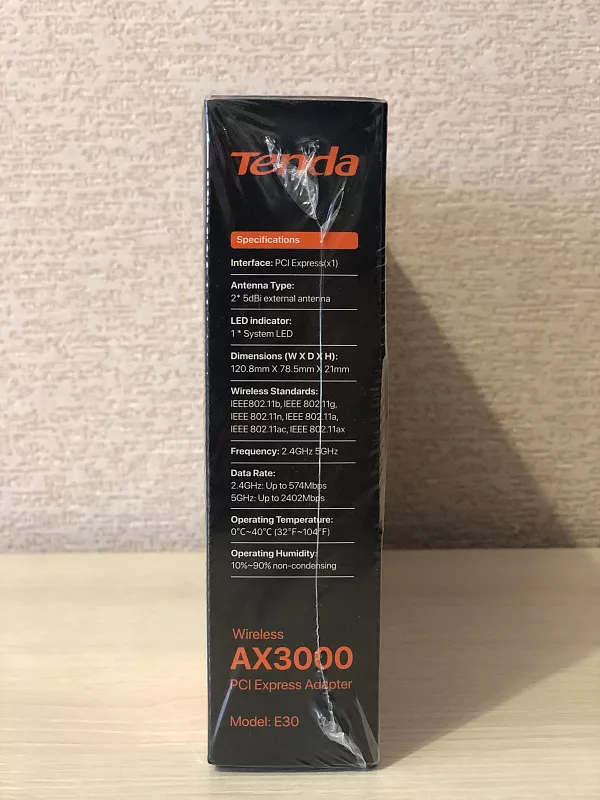 Tenda
Specifications
Interface: PCI Express(x1)
Antenna Type:
2* 5dBi external antenna
LED indicator:
1 * System LED
Dimensions (W X D X H):
120.8mm X 78.5mm X 21mm
Wireless Standards:
IEEE802.11b, IEEE 802.11g,
IEEE 802.11n, IEEE 802.11a,
IEEE 802.11ac, IEEE 802.11ax
Frequency: 2.4GHz 5GHz
Data Rate:
2.4GHz: Up to 574Mbps
5GHz: Up to 2402Mbps
Operating Temperature:
0°C~40°C (32°F~104°F)
Operating Humidity:
10%~90% non-condensing
Wireless
AX3000
PCI Express Adapter
Model: E30